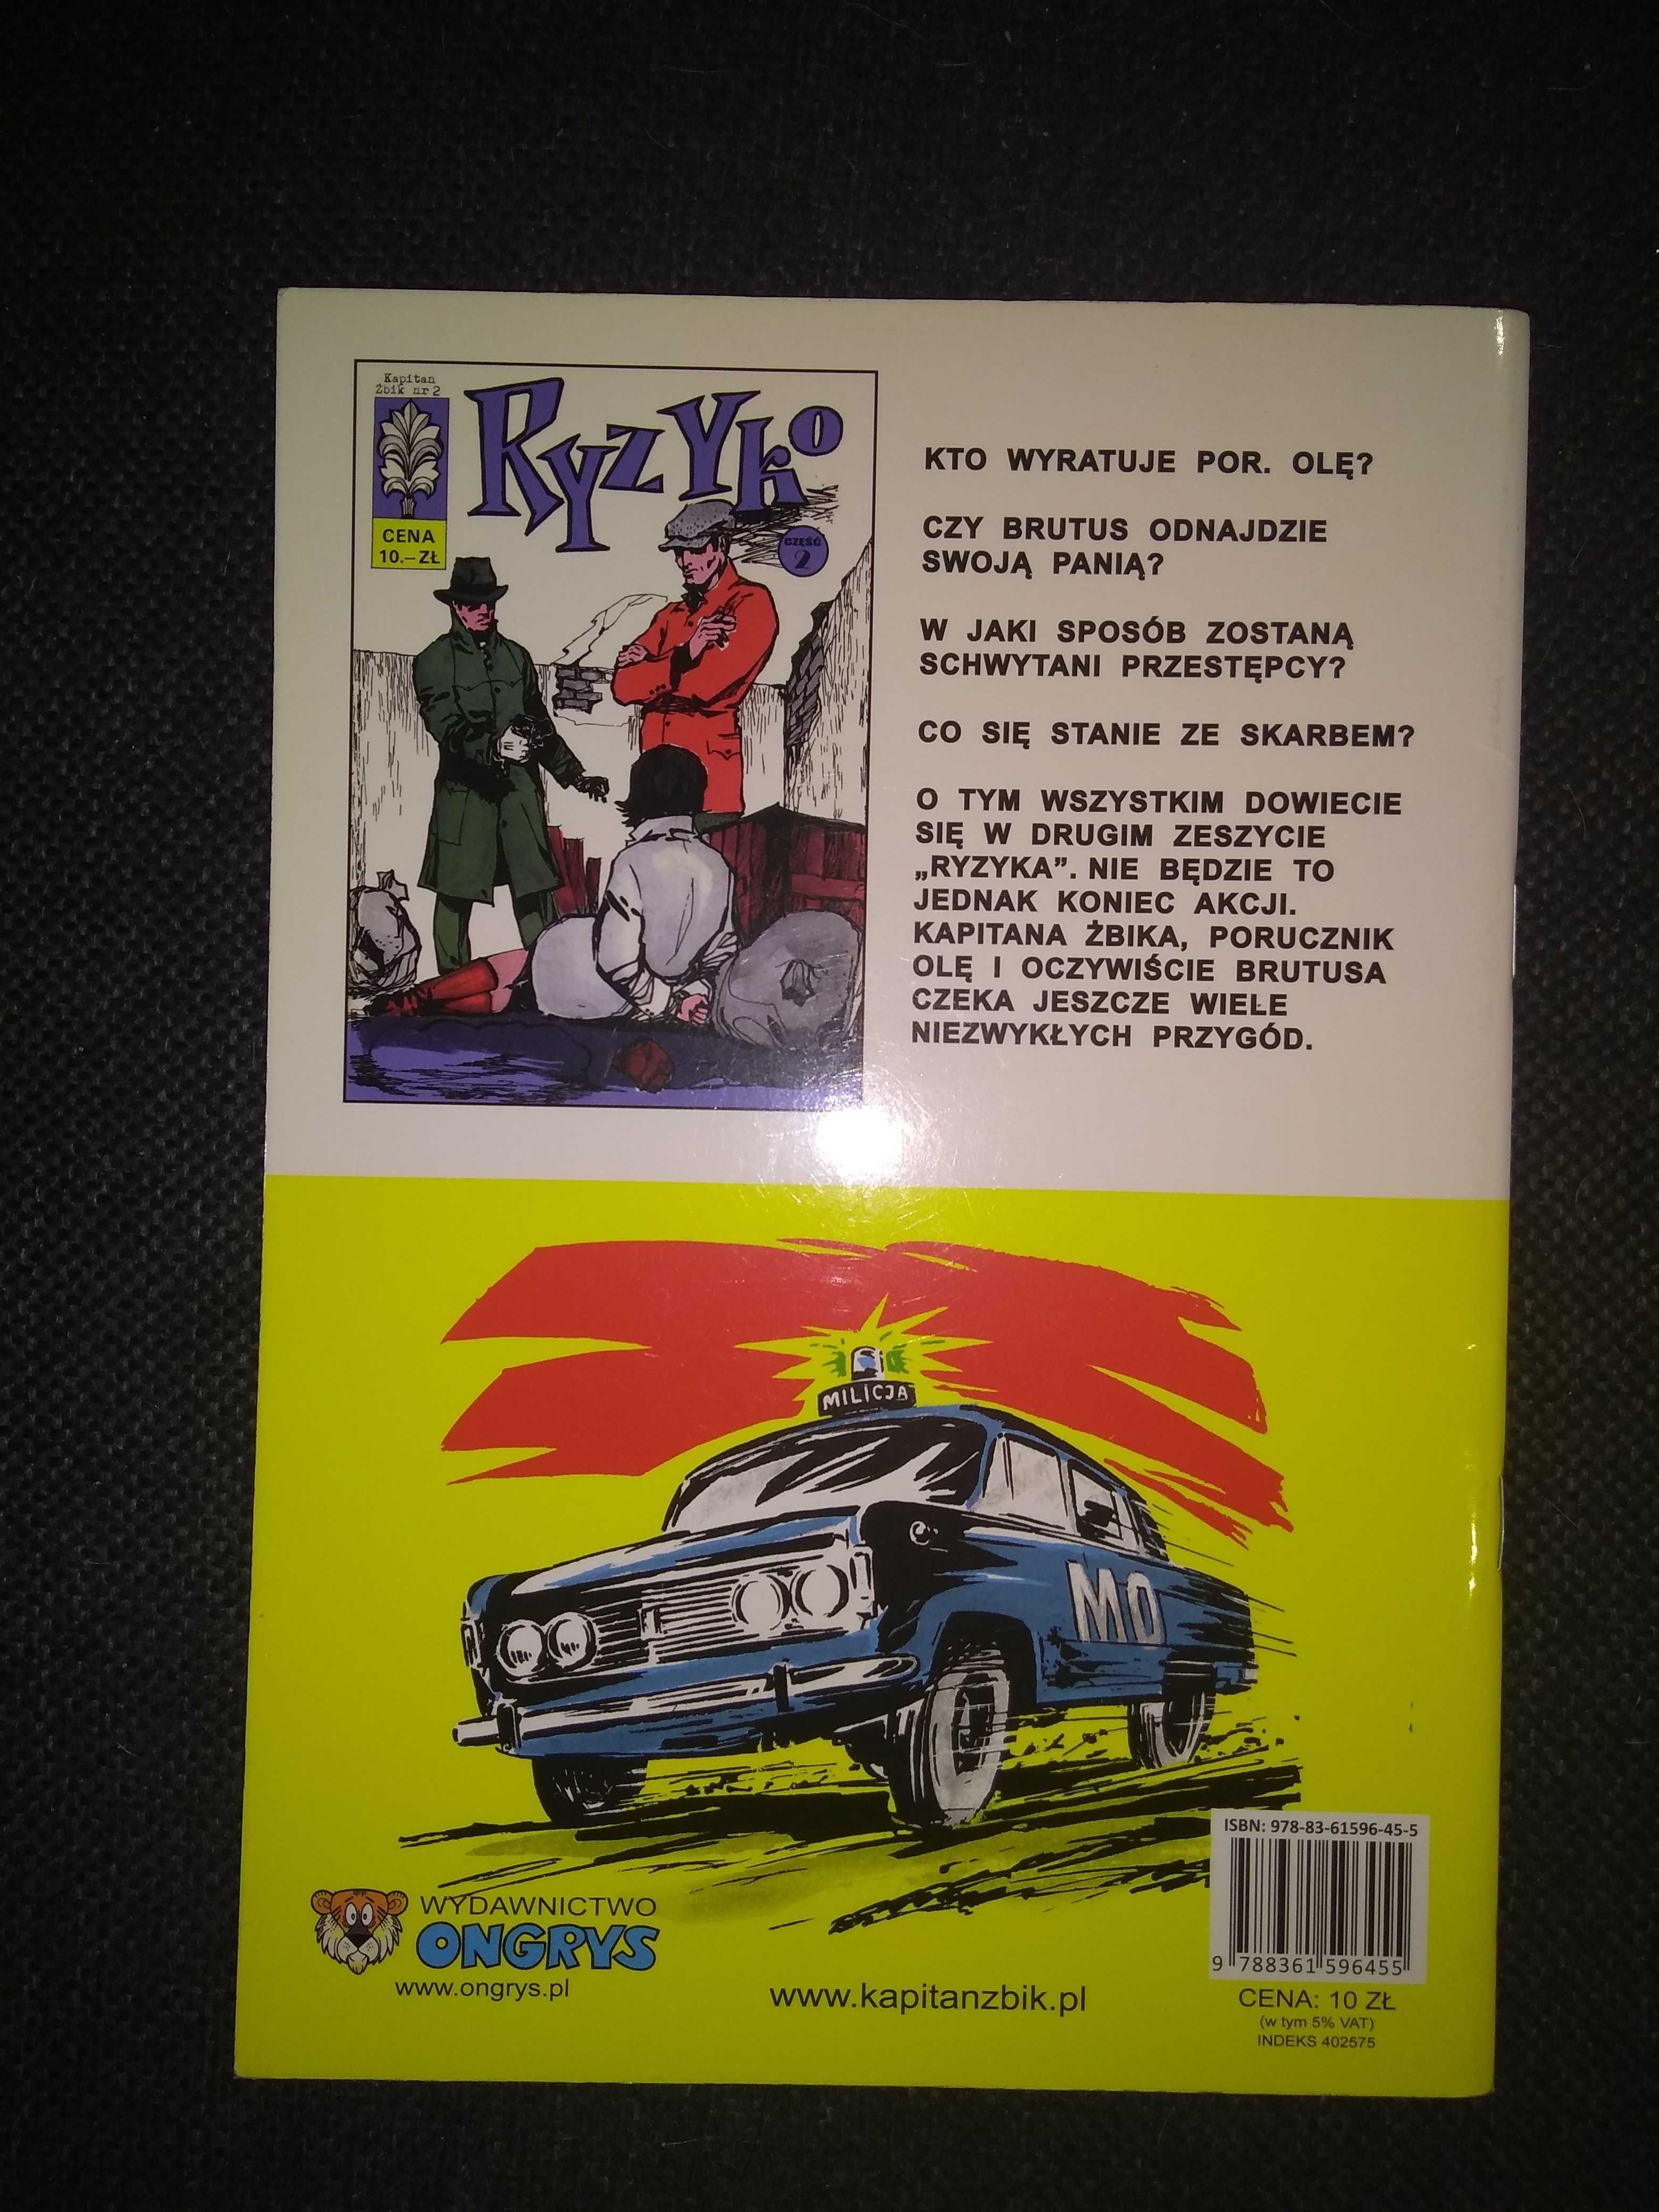 Kapitan
Żbik nr 2
RYZYKO
CENA
10.–ZŁ
CZĘŚĆ
2
KTO WYRATUJE POR. OLĘ?
CZY BRUTUS ODNAJDZIE
SWOJĄ PANIĄ?
W JAKI SPOSÓB ZOSTANĄ
SCHWYTANI PRZESTĘPCY?
CO SIĘ STANIE ZE SKARBEM?
O TYM WSZYSTKIM DOWIECIE
SIĘ W DRUGIM ZESZYCIE
„RYZYKA”. NIE BĘDZIE TO
JEDNAK KONIEC AKCJI.
KAPITANA ŻBIKA, PORUCZNIK
OLĘ I OCZYWIŚCIE BRUTUSA
CZEKA JESZCZE WIELE
NIEZWYKŁYCH PRZYGÓD.
MILICJA
MO
WYDAWNICTWO
ONGRYS
www.ongrys.pl
www.kapitanzbik.pl
ISBN: 978-83-61596-45-5
9 788361 596455
CENA: 10 ZŁ
(w tym 5% VAT)
INDEKS 402575